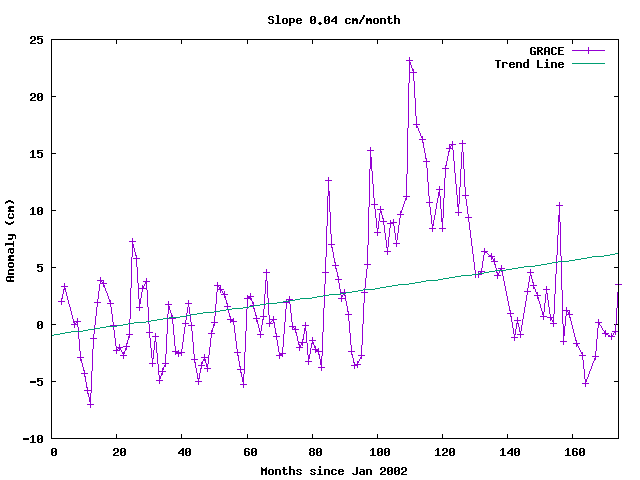 Slope 0.04 cm/month
GRACE
Trend Line
25
20
15
10
5
0
-5
-10
Anomaly (cm)
0 20 40 60 80 100 120 140 160
Months since Jan 2002